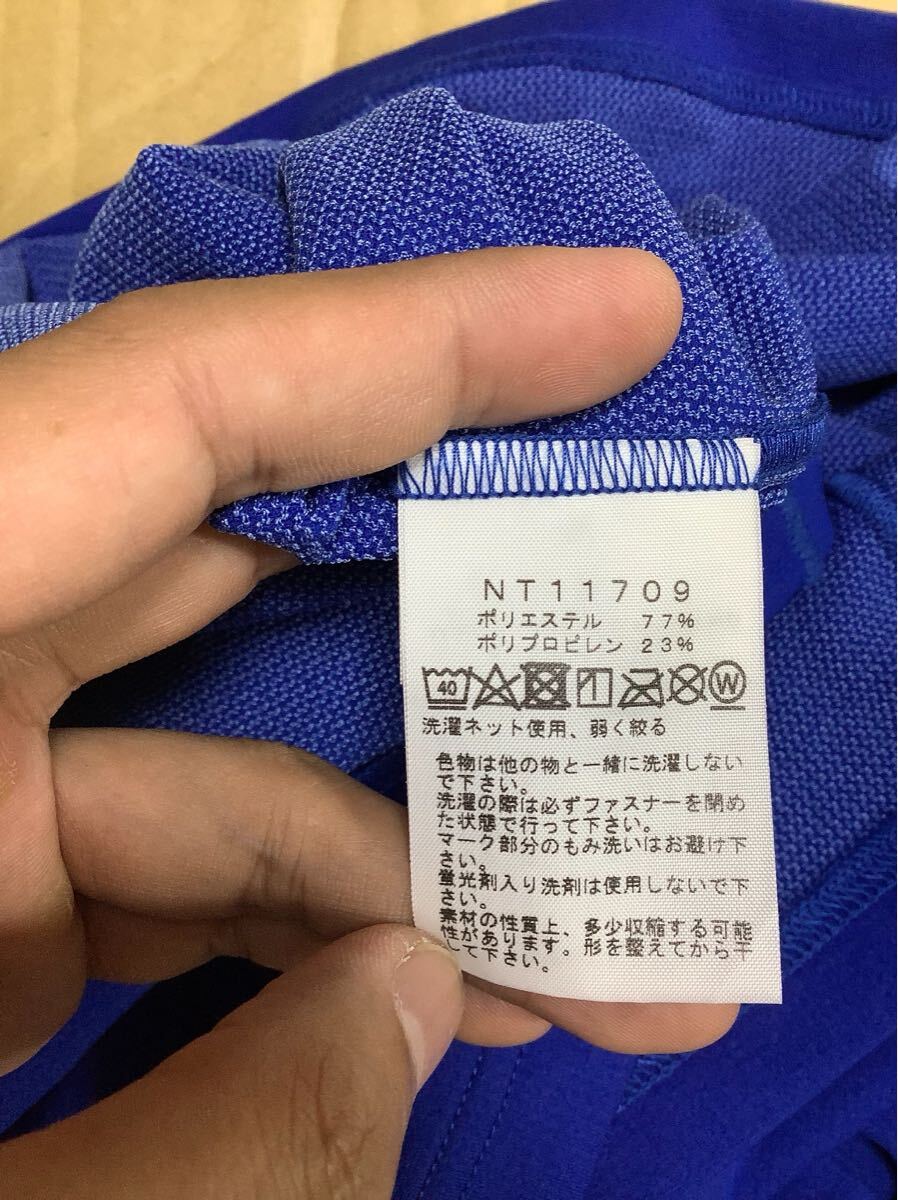 NT11709
ポリエステル 77%
ポリプロピレン 23%
40 W
洗濯ネット使用、弱く絞る
色物は他の物と一緒に洗濯しない
で下さい。
洗濯の際は必ずファスナーを閉め
た状態で行って下さい。
マーク部分のもみ洗いはお避け下
さい。
蛍光剤入り洗剤は使用しないで下
さい。
素材の性質上、多少収縮する可能
性があります。形を整えてから干
して下さい。